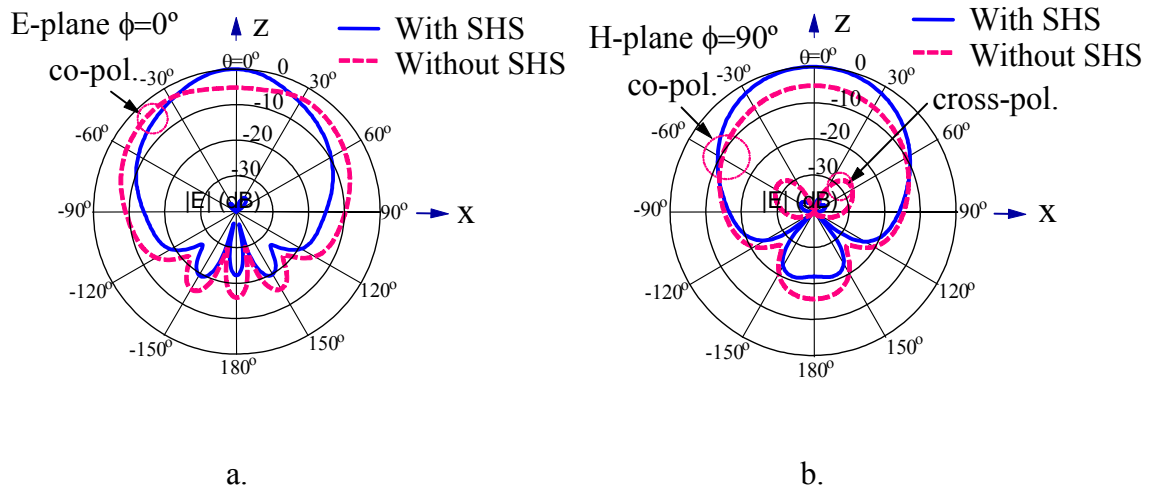 E-plane ϕ=0º
z
With SHS
Without SHS
co-pol.
θ=0º
0
-30º
30º
-10
-60º
60º
-20
-30
|E| (dB)
-90º
90º
x
-120º
120º
-150º
150º
180º
a.
H-plane ϕ=90º
z
With SHS
Without SHS
co-pol.
cross-pol.
θ=0º
0
-30º
30º
-10
-60º
60º
-20
-30
|E| (dB)
-90º
90º
x
-120º
120º
-150º
150º
180º
b.